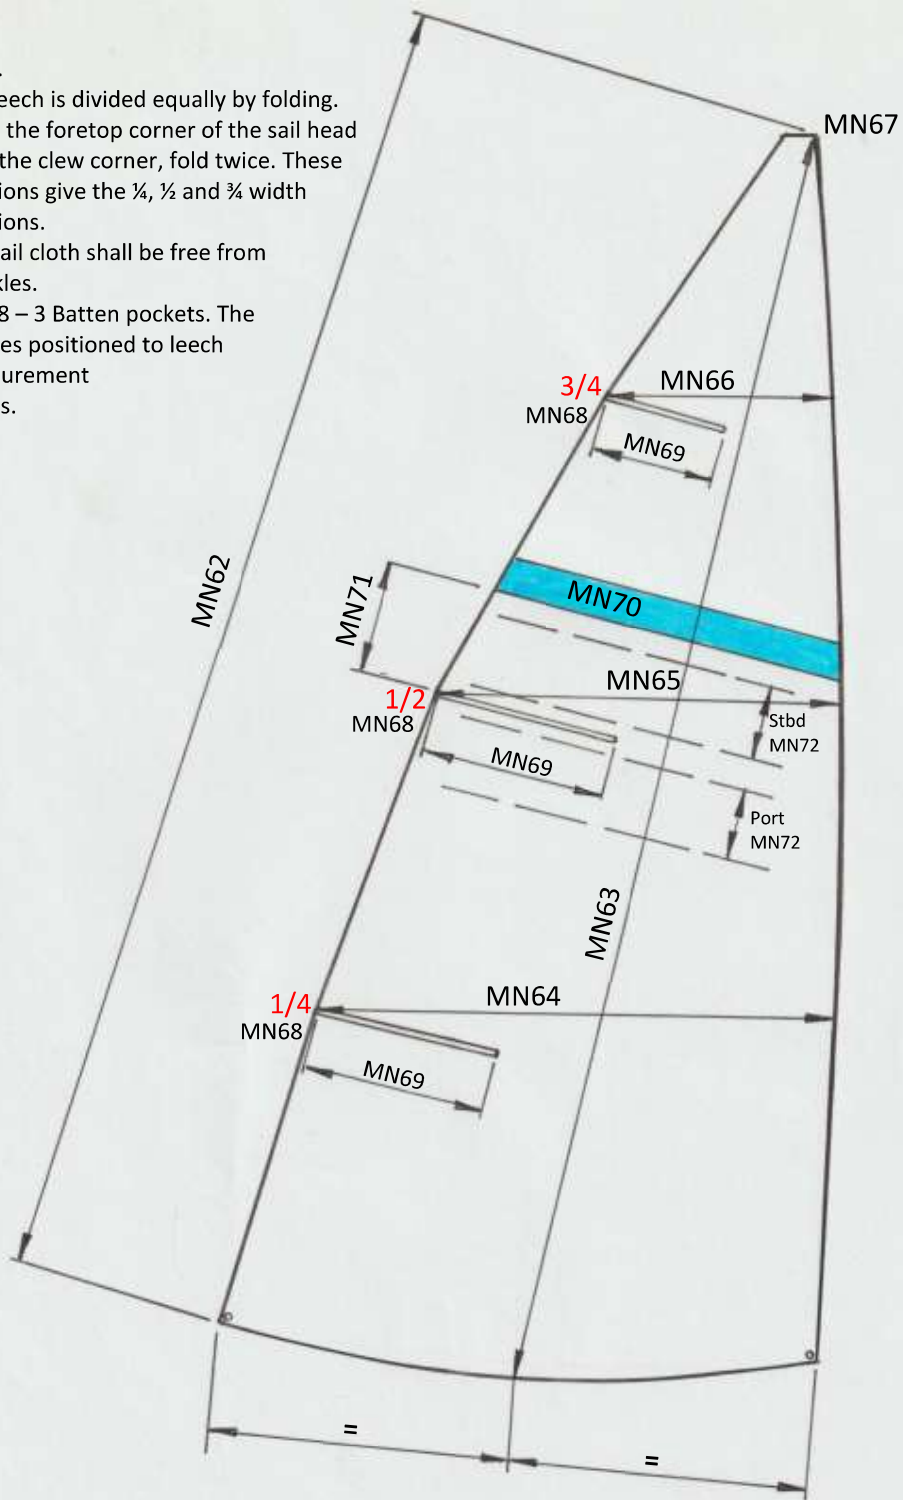 .
eech is divided equally by folding.
the foretop corner of the sail head
the clew corner, fold twice. These
ions give the ¼, ½ and ¾ width
ions.
ail cloth shall be free from
kles.
8 – 3 Batten pockets. The
es positioned to leech
urement
s.
MN67
3/4
MN66
MN68
MN69
MN62
MN71
MN70
1/2
MN65
MN68
Stbd
MN72
MN69
Port
MN72
MN63
1/4
MN64
MN68
MN69
=
=